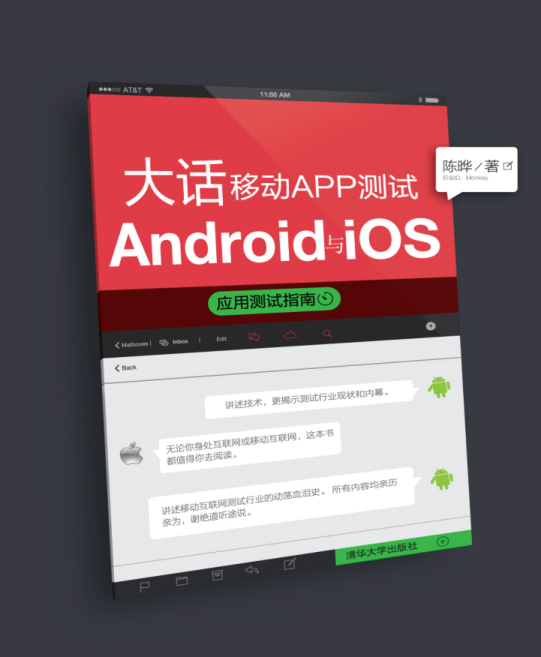 AT&T
11:06 AM
大话移动APP测试
陈晔／著
行业ID：Monkey
Android与iOS
应用测试指南
Mailboxes |
Inbox
|
Edit
Back
讲述技术，更揭示测试行业现状和内幕。
无论你身处互联网或移动互联网，这本书
都值得你去阅读。
讲述移动互联网测试行业的动荡血泪史。所有内容均亲历
亲为，谢绝道听途说。
清华大学出版社